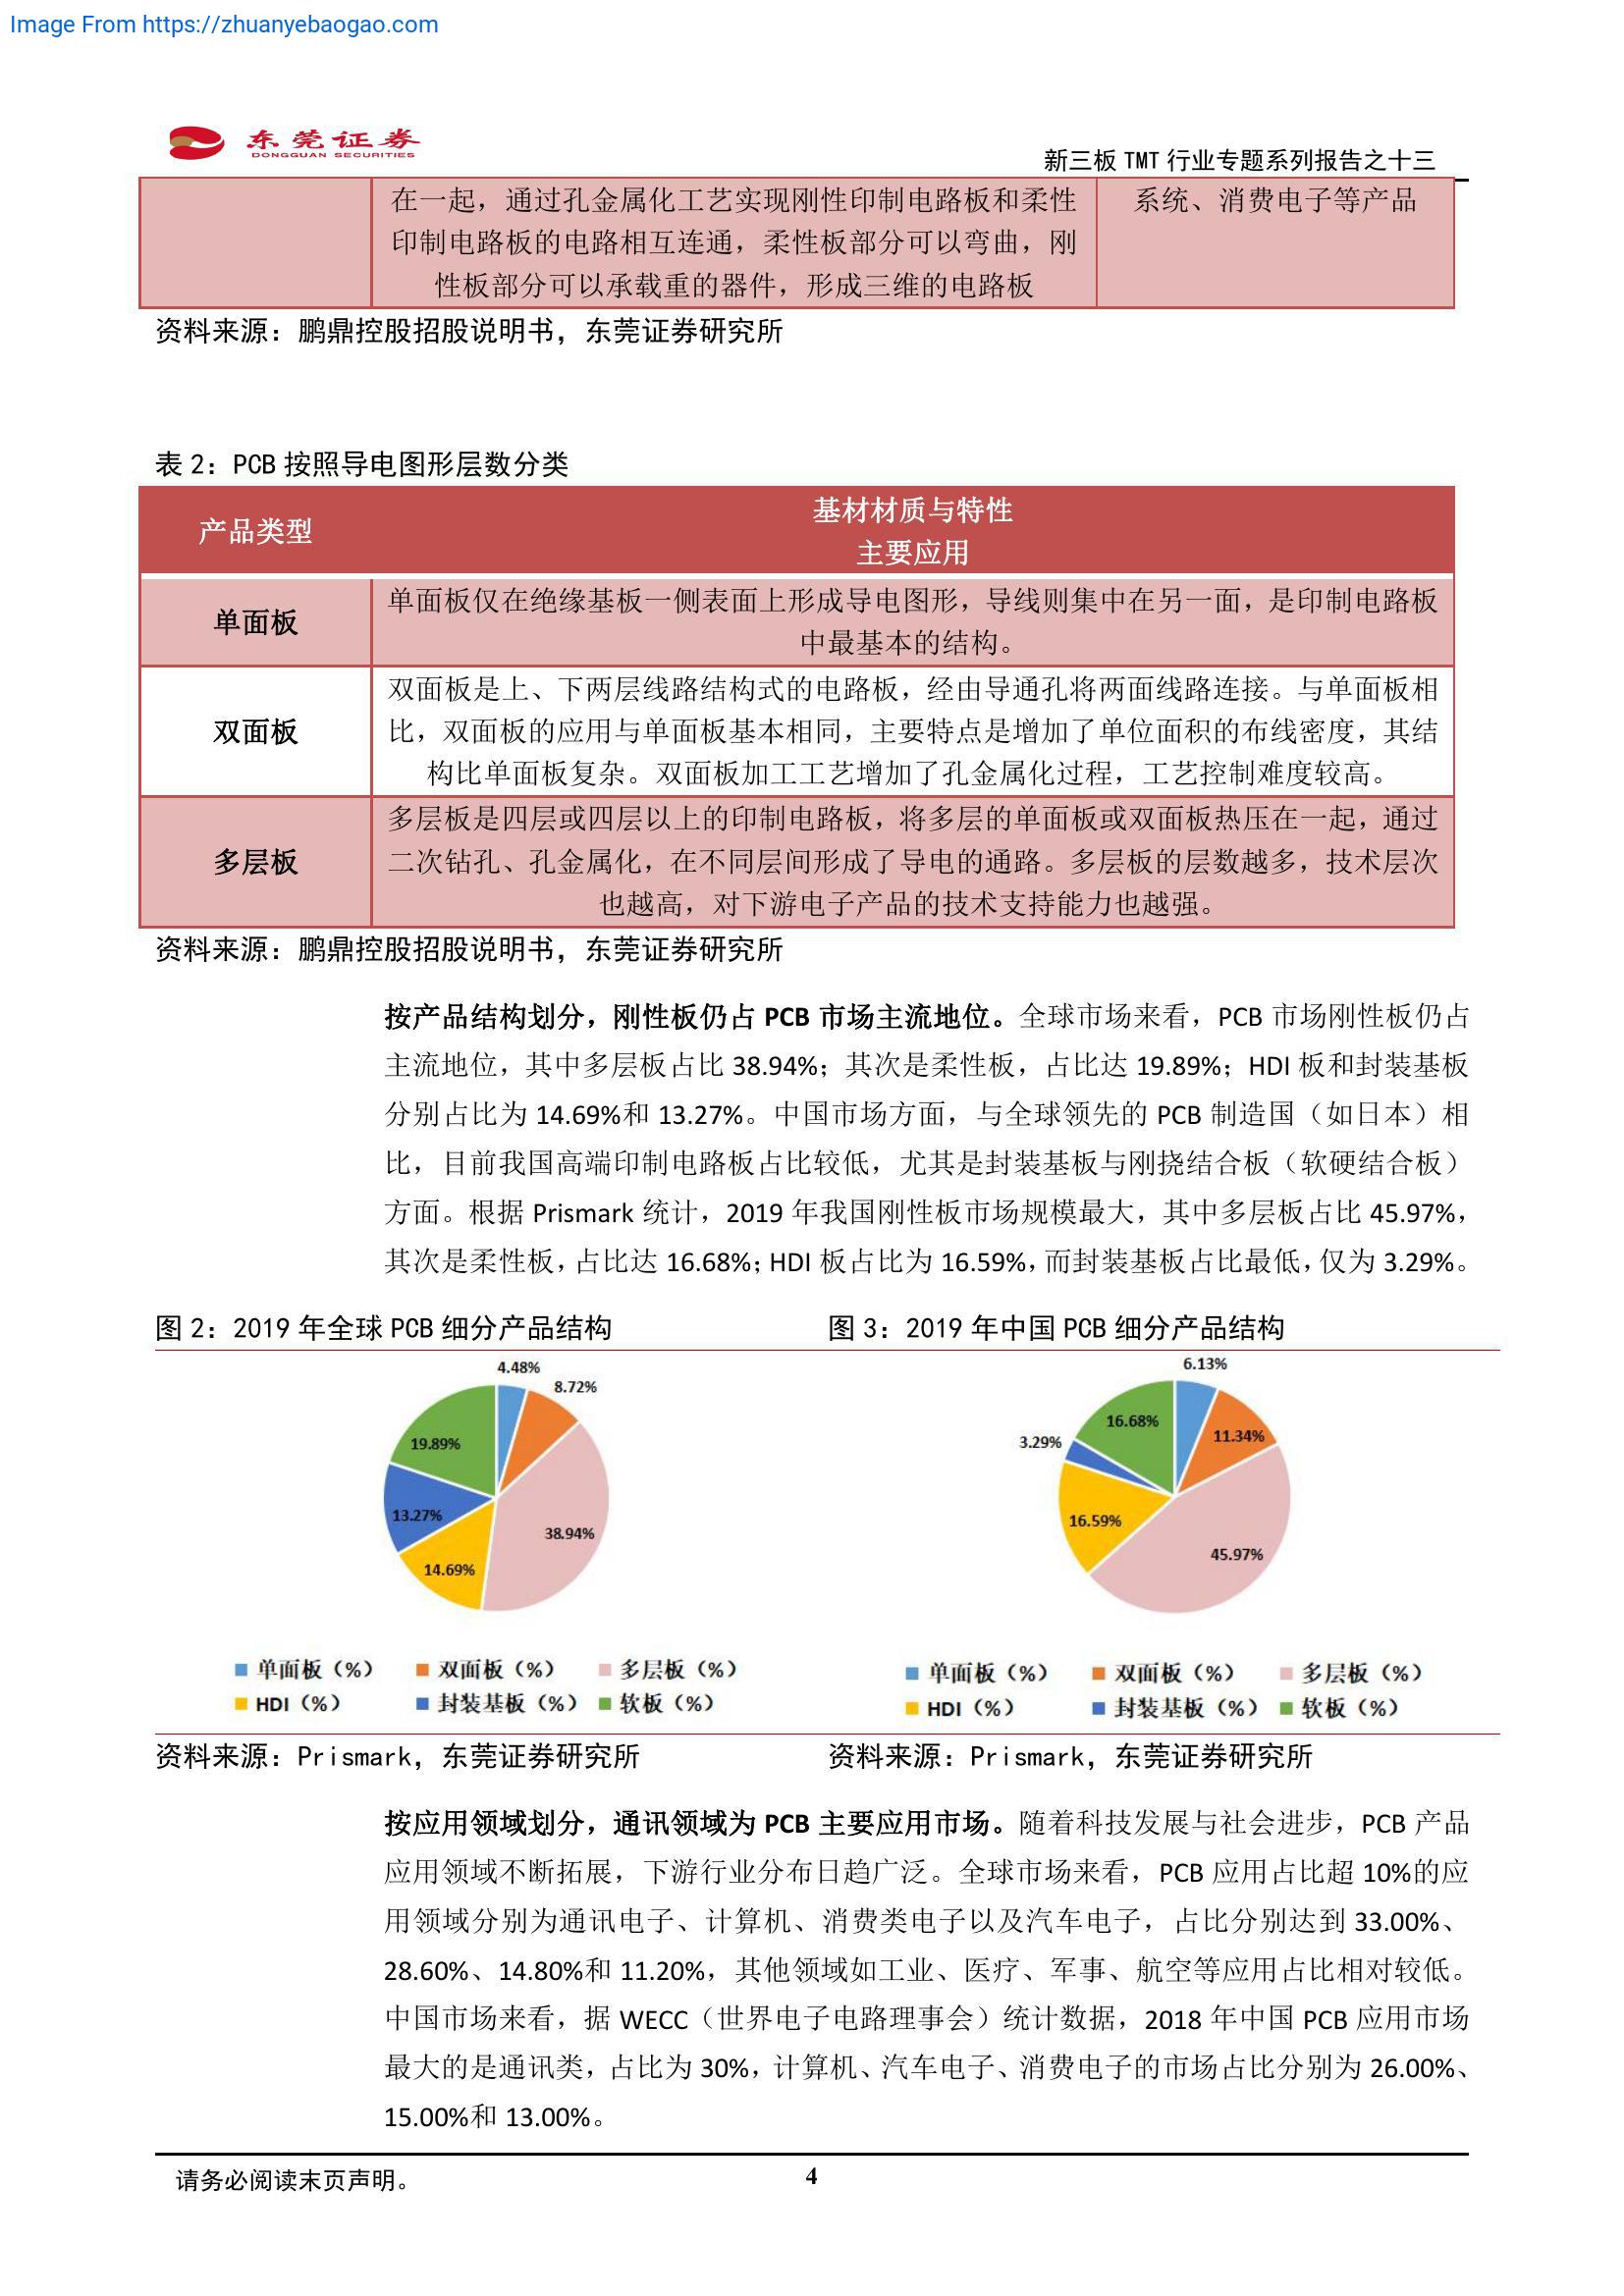 Image From https://zhuanyebaogao.com
东莞证券
DONGGUAN SECURITIES
新三板 TMT 行业专题系列报告之十三
在一起，通过孔金属化工艺实现刚性印制电路板和柔性
印制电路板的电路相互连通，柔性板部分可以弯曲，刚
性板部分可以承载重的器件，形成三维的电路板
系统、消费电子等产品
资料来源：鹏鼎控股招股说明书，东莞证券研究所
表 2：PCB 按照导电图形层数分类
产品类型
基材材质与特性
主要应用
单面板
单面板仅在绝缘基板一侧表面上形成导电图形，导线则集中在另一面，是印制电路板
中最基本的结构。
双面板
双面板是上、下两层线路结构式的电路板，经由导通孔将两面线路连接。与单面板相
比，双面板的应用与单面板基本相同，主要特点是增加了单位面积的布线密度，其结
构比单面板复杂。双面板加工工艺增加了孔金属化过程，工艺控制难度较高。
多层板
多层板是四层或四层以上的印制电路板，将多层的单面板或双面板热压在一起，通过
二次钻孔、孔金属化，在不同层间形成了导电的通路。多层板的层数越多，技术层次
也越高，对下游电子产品的技术支持能力也越强。
资料来源：鹏鼎控股招股说明书，东莞证券研究所
按产品结构划分，刚性板仍占 PCB 市场主流地位。全球市场来看，PCB 市场刚性板仍占
主流地位，其中多层板占比 38.94%；其次是柔性板，占比达 19.89%；HDI 板和封装基板
分别占比为 14.69%和 13.27%。中国市场方面，与全球领先的 PCB 制造国（如日本）相
比，目前我国高端印制电路板占比较低，尤其是封装基板与刚挠结合板（软硬结合板）
方面。根据 Prismark 统计，2019 年我国刚性板市场规模最大，其中多层板占比 45.97%，
其次是柔性板，占比达 16.68%；HDI 板占比为 16.59%，而封装基板占比最低，仅为 3.29%。
图 2：2019 年全球 PCB 细分产品结构
4.48%
8.72%
19.89%
13.27%
38.94%
14.69%
单面板（%）
双面板（%）
多层板（%）
HDI（%）
封装基板（%）
软板（%）
资料来源：Prismark，东莞证券研究所
图 3：2019 年中国 PCB 细分产品结构
6.13%
16.68%
11.34%
3.29%
16.59%
45.97%
单面板（%）
双面板（%）
多层板（%）
HDI（%）
封装基板（%）
软板（%）
资料来源：Prismark，东莞证券研究所
按应用领域划分，通讯领域为 PCB 主要应用市场。随着科技发展与社会进步，PCB 产品
应用领域不断拓展，下游行业分布日趋广泛。全球市场来看，PCB 应用占比超 10%的应
用领域分别为通讯电子、计算机、消费类电子以及汽车电子，占比分别达到 33.00%、
28.60%、14.80%和 11.20%，其他领域如工业、医疗、军事、航空等应用占比相对较低。
中国市场来看，据 WECC（世界电子电路理事会）统计数据，2018 年中国 PCB 应用市场
最大的是通讯类，占比为 30%，计算机、汽车电子、消费电子的市场占比分别为 26.00%、
15.00%和 13.00%。
请务必阅读末页声明。
4